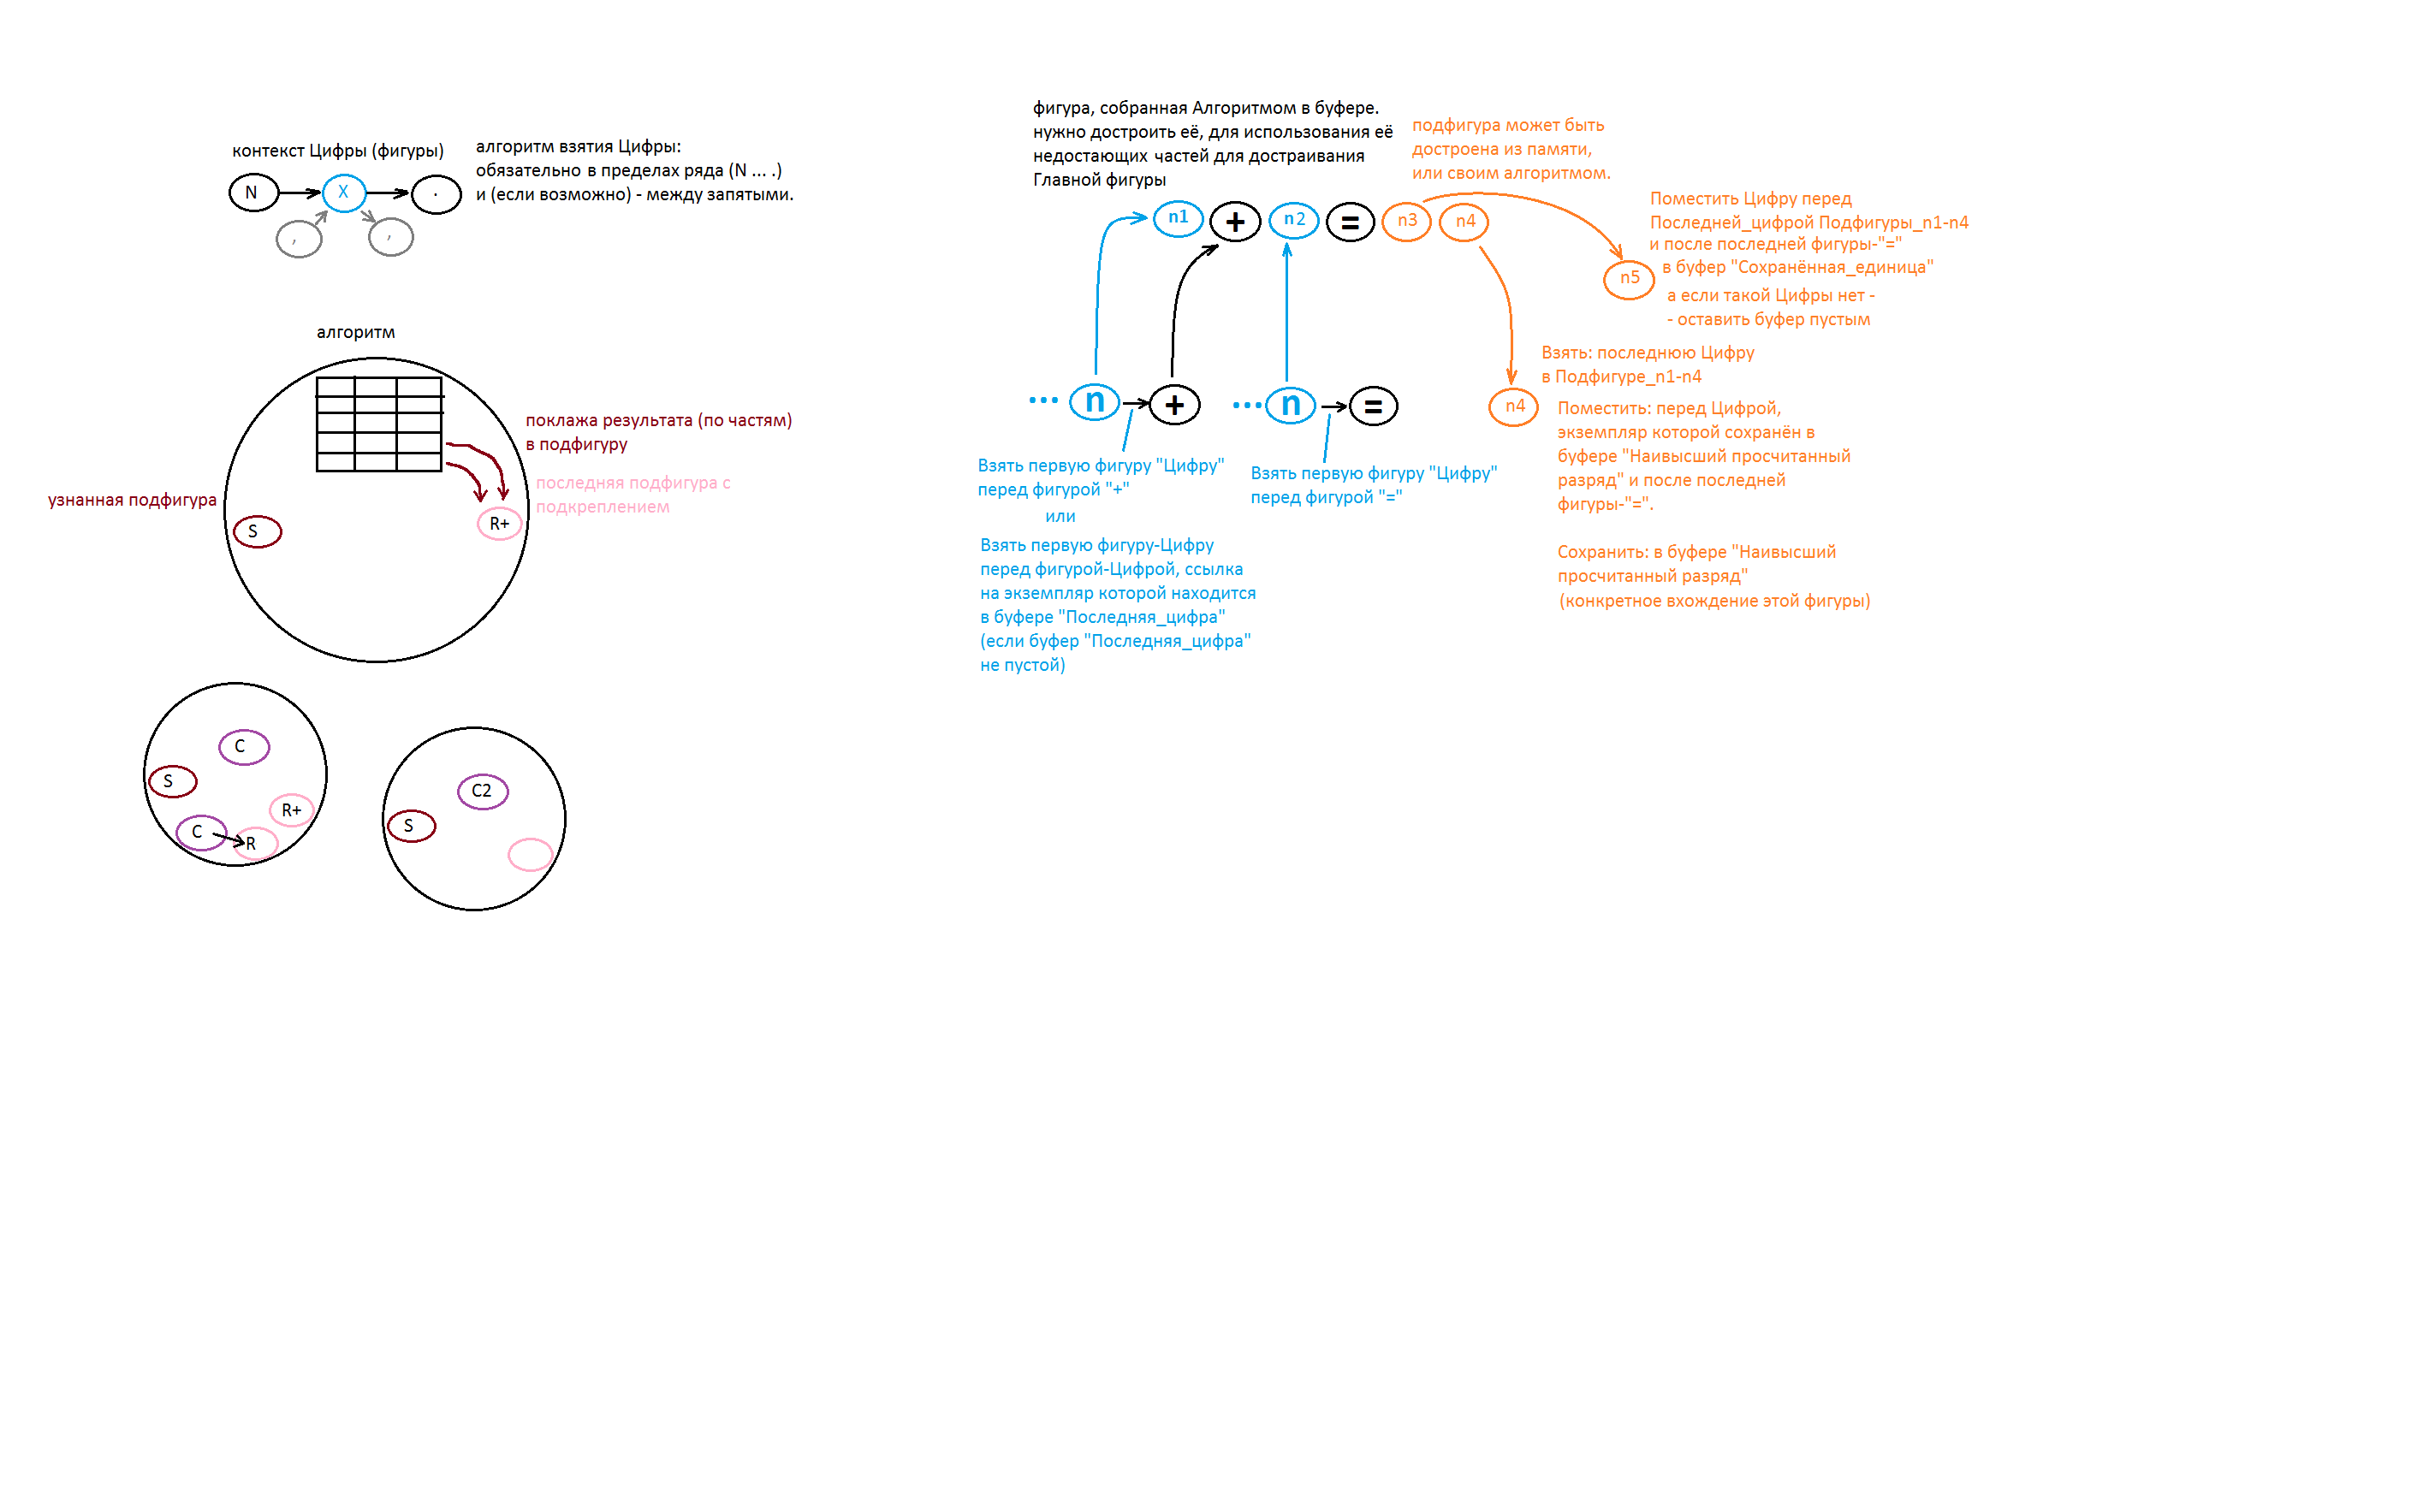 контекст Цифры (фигуры)
N
X
.
,
,
алгоритм взятия Цифры:
обязательно в пределах ряда (N ... .)
и (если возможно) - между запятыми.
алгоритм
поклажа результата (по частям)
в подфигуру
последняя подфигура с
подкреплением
узнанная подфигура
S
R+
C
S
R+
C
R
C2
S
фигура, собранная Алгоритмом в буфере.
нужно достроить её, для использования её
недостающих частей для достраивания
Главной фигуры
подфигура может быть
достроена из памяти,
или своим алгоритмом.
n1 + n2 = n3 n4
Поместить Цифру перед
Последней_цифрой Подфигуры_n1-n4
и после последней фигуры-"="
в буфер "Сохранённая_единица"
n5
а если такой Цифры нет -
- оставить буфер пустым
... n + ... n =
Взять первую фигуру "Цифру"
перед фигурой "+"
или
Взять первую фигуру-Цифру
перед фигурой-Цифрой, ссылка
на экземпляр которой находится
в буфере "Последняя_цифра"
(если буфер "Последняя_цифра"
не пустой)
Взять первую фигуру "Цифру"
перед фигурой "="
Взять: последнюю Цифру
в Подфигуре_n1-n4
n4
Поместить: перед Цифрой,
экземпляр которой сохранён в
буфере "Наивысший просчитанный
разряд" и после последней
фигуры-"=".
Сохранить: в буфере "Наивысший
просчитанный разряд"
(конкретное вхождение этой фигуры)